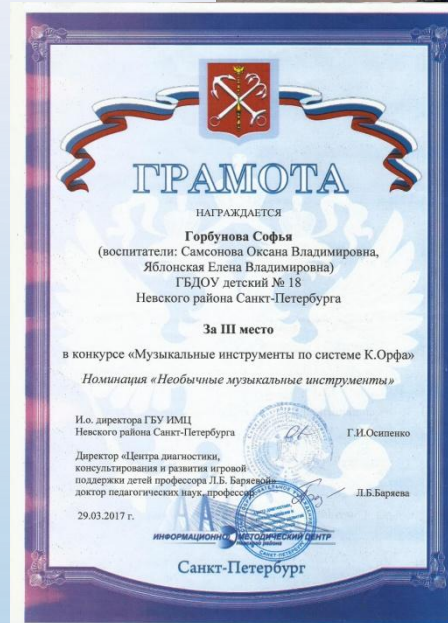 ГРАМОТА
НАГРАЖДАЕТСЯ
Горбунова Софья
(воспитатели: Самсонова Оксана Владимировна,
Яблонская Елена Владимировна)
ГБДОУ детский № 18
Невского района Санкт-Петербурга
За III место
в конкурсе «Музыкальные инструменты по системе К.Орфа»
Номинация «Необычные музыкальные инструменты»
И.о. директора ГБУ ИМЦ
Невского района Санкт-Петербурга Г.И.Осипенко
Директор «Центра диагностики,
консультирования и развития игровой
поддержки детей профессора Л.Б. Баряевой»
доктор педагогических наук, профессор Л.Б.Баряева
29.03.2017 г.
ИНФОРМАЦИОННО МЕТОДИЧЕСКИЙ ЦЕНТР
Невского района
Санкт-Петербург